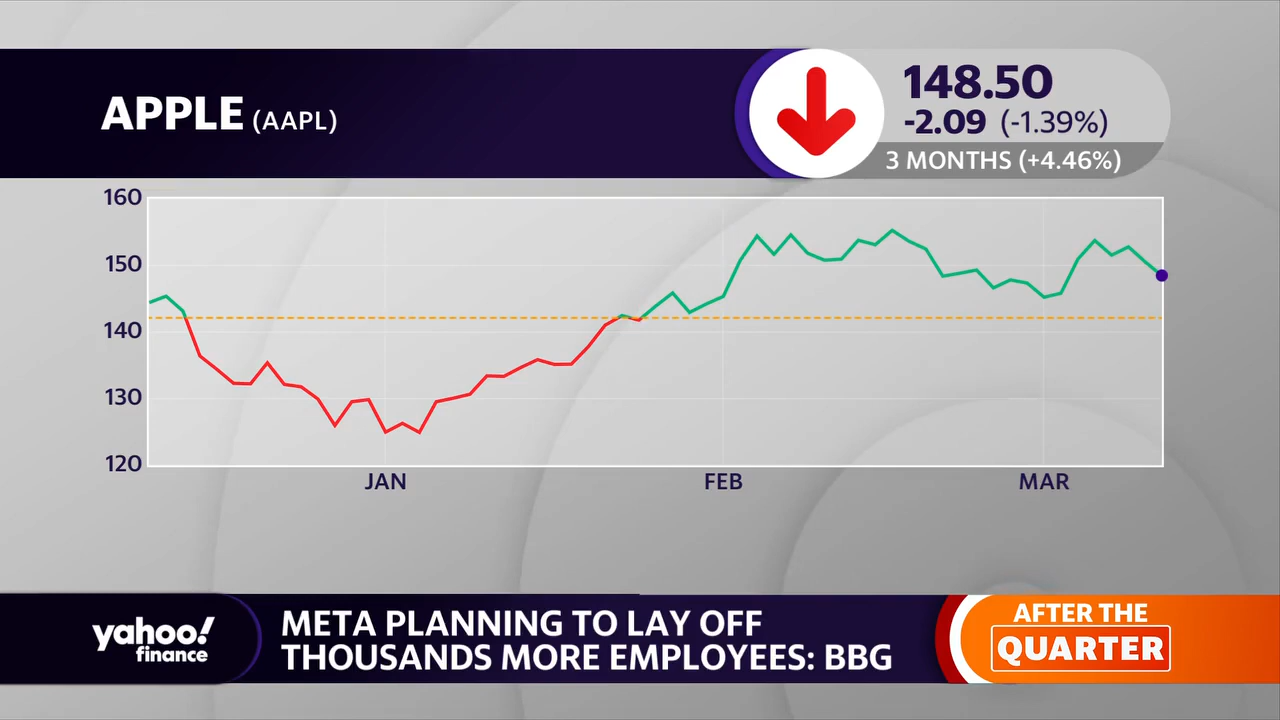 APPLE (AAPL)
148.50
-2.09 (-1.39%)
3 MONTHS (+4.46%)
160
150
140
130
120
JAN FEB MAR
yahoo!
finance
META PLANNING TO LAY OFF
THOUSANDS MORE EMPLOYEES: BBG
AFTER THE
QUARTER